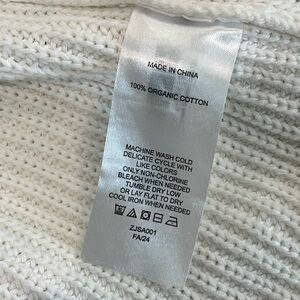 MADE IN CHINA
100% ORGANIC COTTON
MACHINE WASH COLD
DELICATE CYCLE WITH
LIKE COLORS
ONLY NON-CHLORINE
BLEACH WHEN NEEDED
TUMBLE DRY LOW
OR LAY FLAT TO DRY
COOL IRON WHEN NEEDED
ZJSA001
FA/24